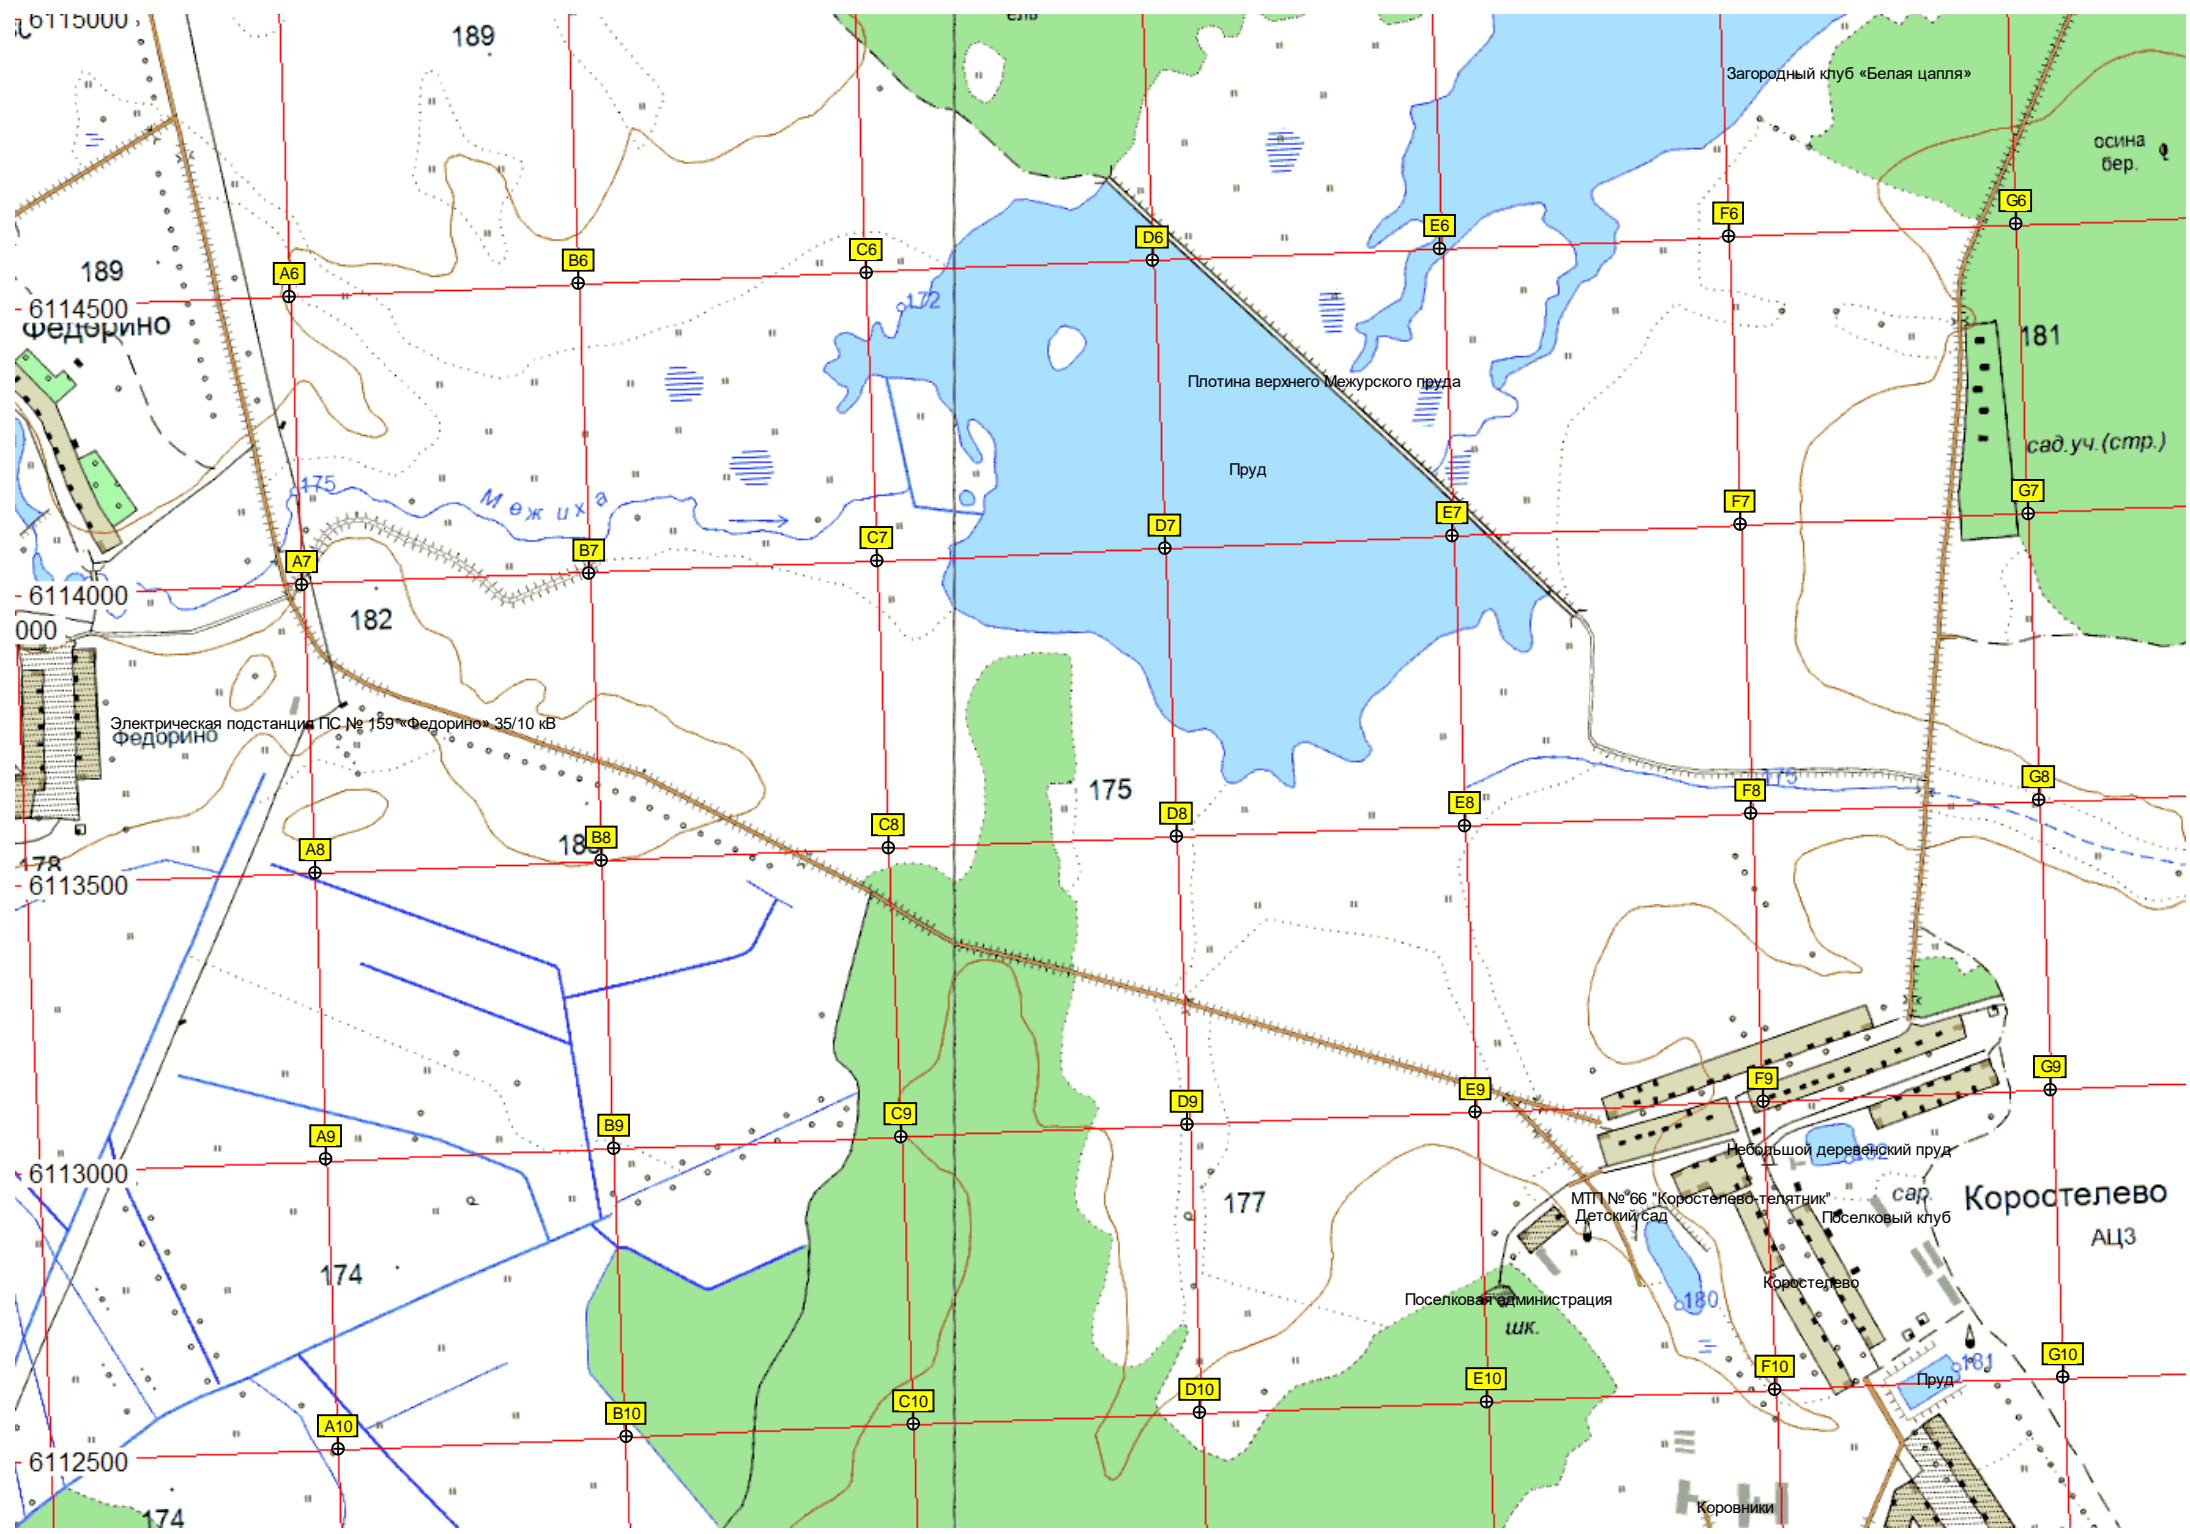 6115000
189
ель
Загородный клуб «Белая цапля»
осина
бер.
G6
F6
E6
D6
C6
B6
A6
189
6114500
Федорино
172
181
Плотина верхнего Межурского пруда
сад.уч.(стр.)
Пруд
175
Межиха
G7
F7
E7
D7
C7
B7
A7
6114000
000
182
Электрическая подстанция ПС № 159 «Федорино» 35/10 кВ
Федорино
175
175
G8
F8
E8
D8
C8
B8
A8
178
6113500
G9
F9
E9
D9
C9
B9
A9
Небольшой деревенский пруд
6113000
177
МТП № 66 "Коростелево-телятник"
сар.
Коростелево
Детский сад
Поселковый клуб
АЦЗ
174
Коростелево
Поселковая администрация
180
шк.
181
Пруд
G10
F10
E10
D10
C10
B10
A10
6112500
Коровники
174